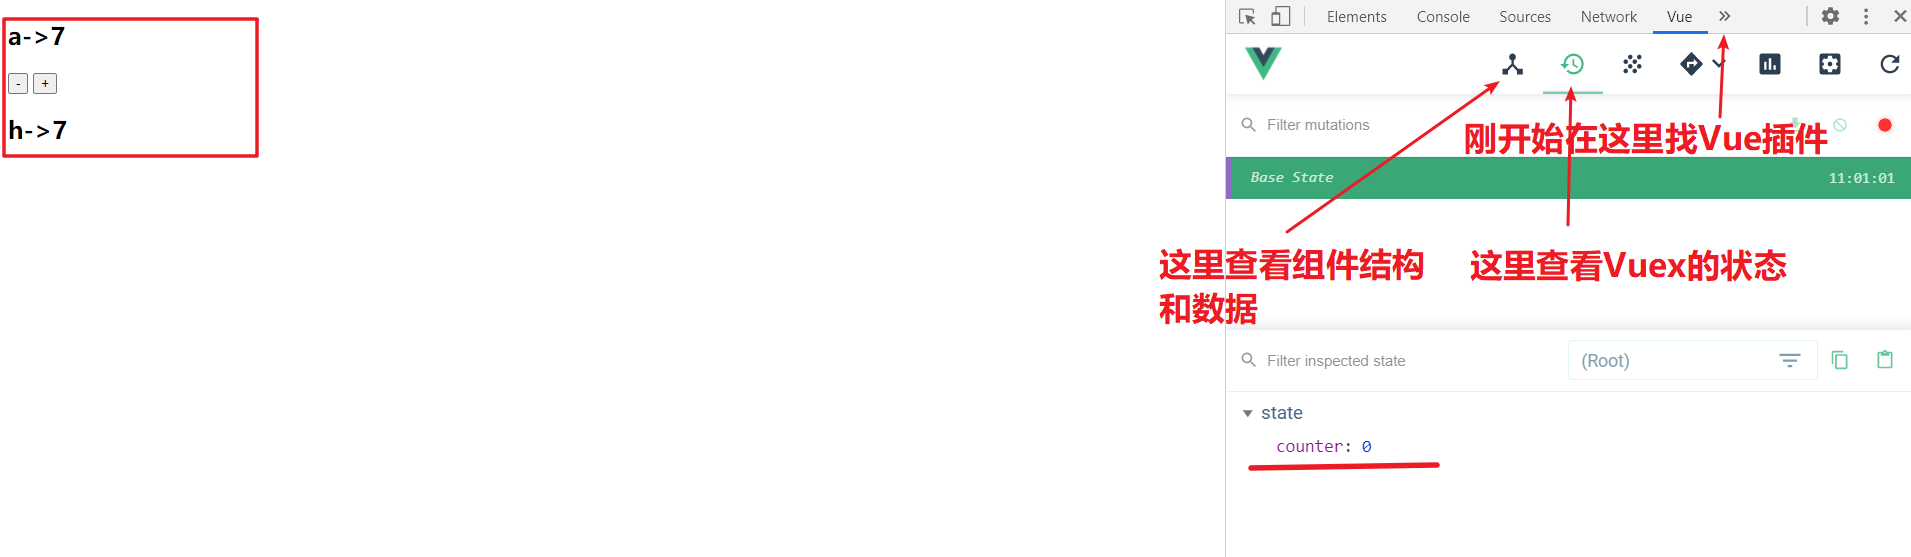 a->7
- +
h->7
Elements Console Sources Network Vue »
Filter mutations
刚开始在这里找Vue插件
Base State 11:01:01
这里查看组件结构
和数据
这里查看Vuex的状态
Filter inspected state (Root)
state
counter: 0